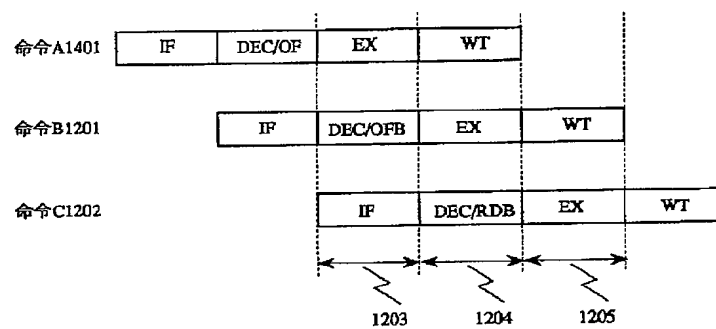 命令A1401 IF DEC/OF EX WT
命令B1201 IF DEC/OFB EX WT
命令C1202 IF DEC/RDB EX WT
1203 1204 1205